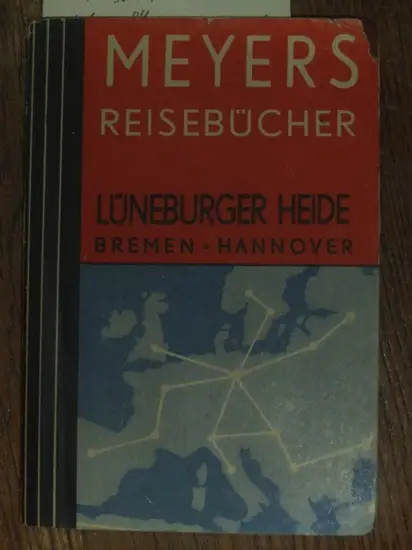 MEYERS
REISEBÜCHER
LÜNEBURGER HEIDE
BREMEN - HANNOVER